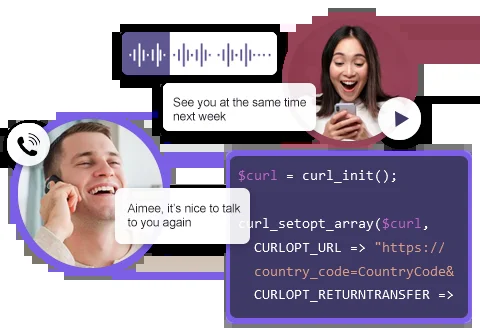 See you at the same time
next week
Aimee, it's nice to talk
to you again
$curl = curl_init();
curl_setopt_array($curl,
CURLOPT_URL => "https://
country_code=CountryCode&
CURLOPT_RETURNTRANSFER =>